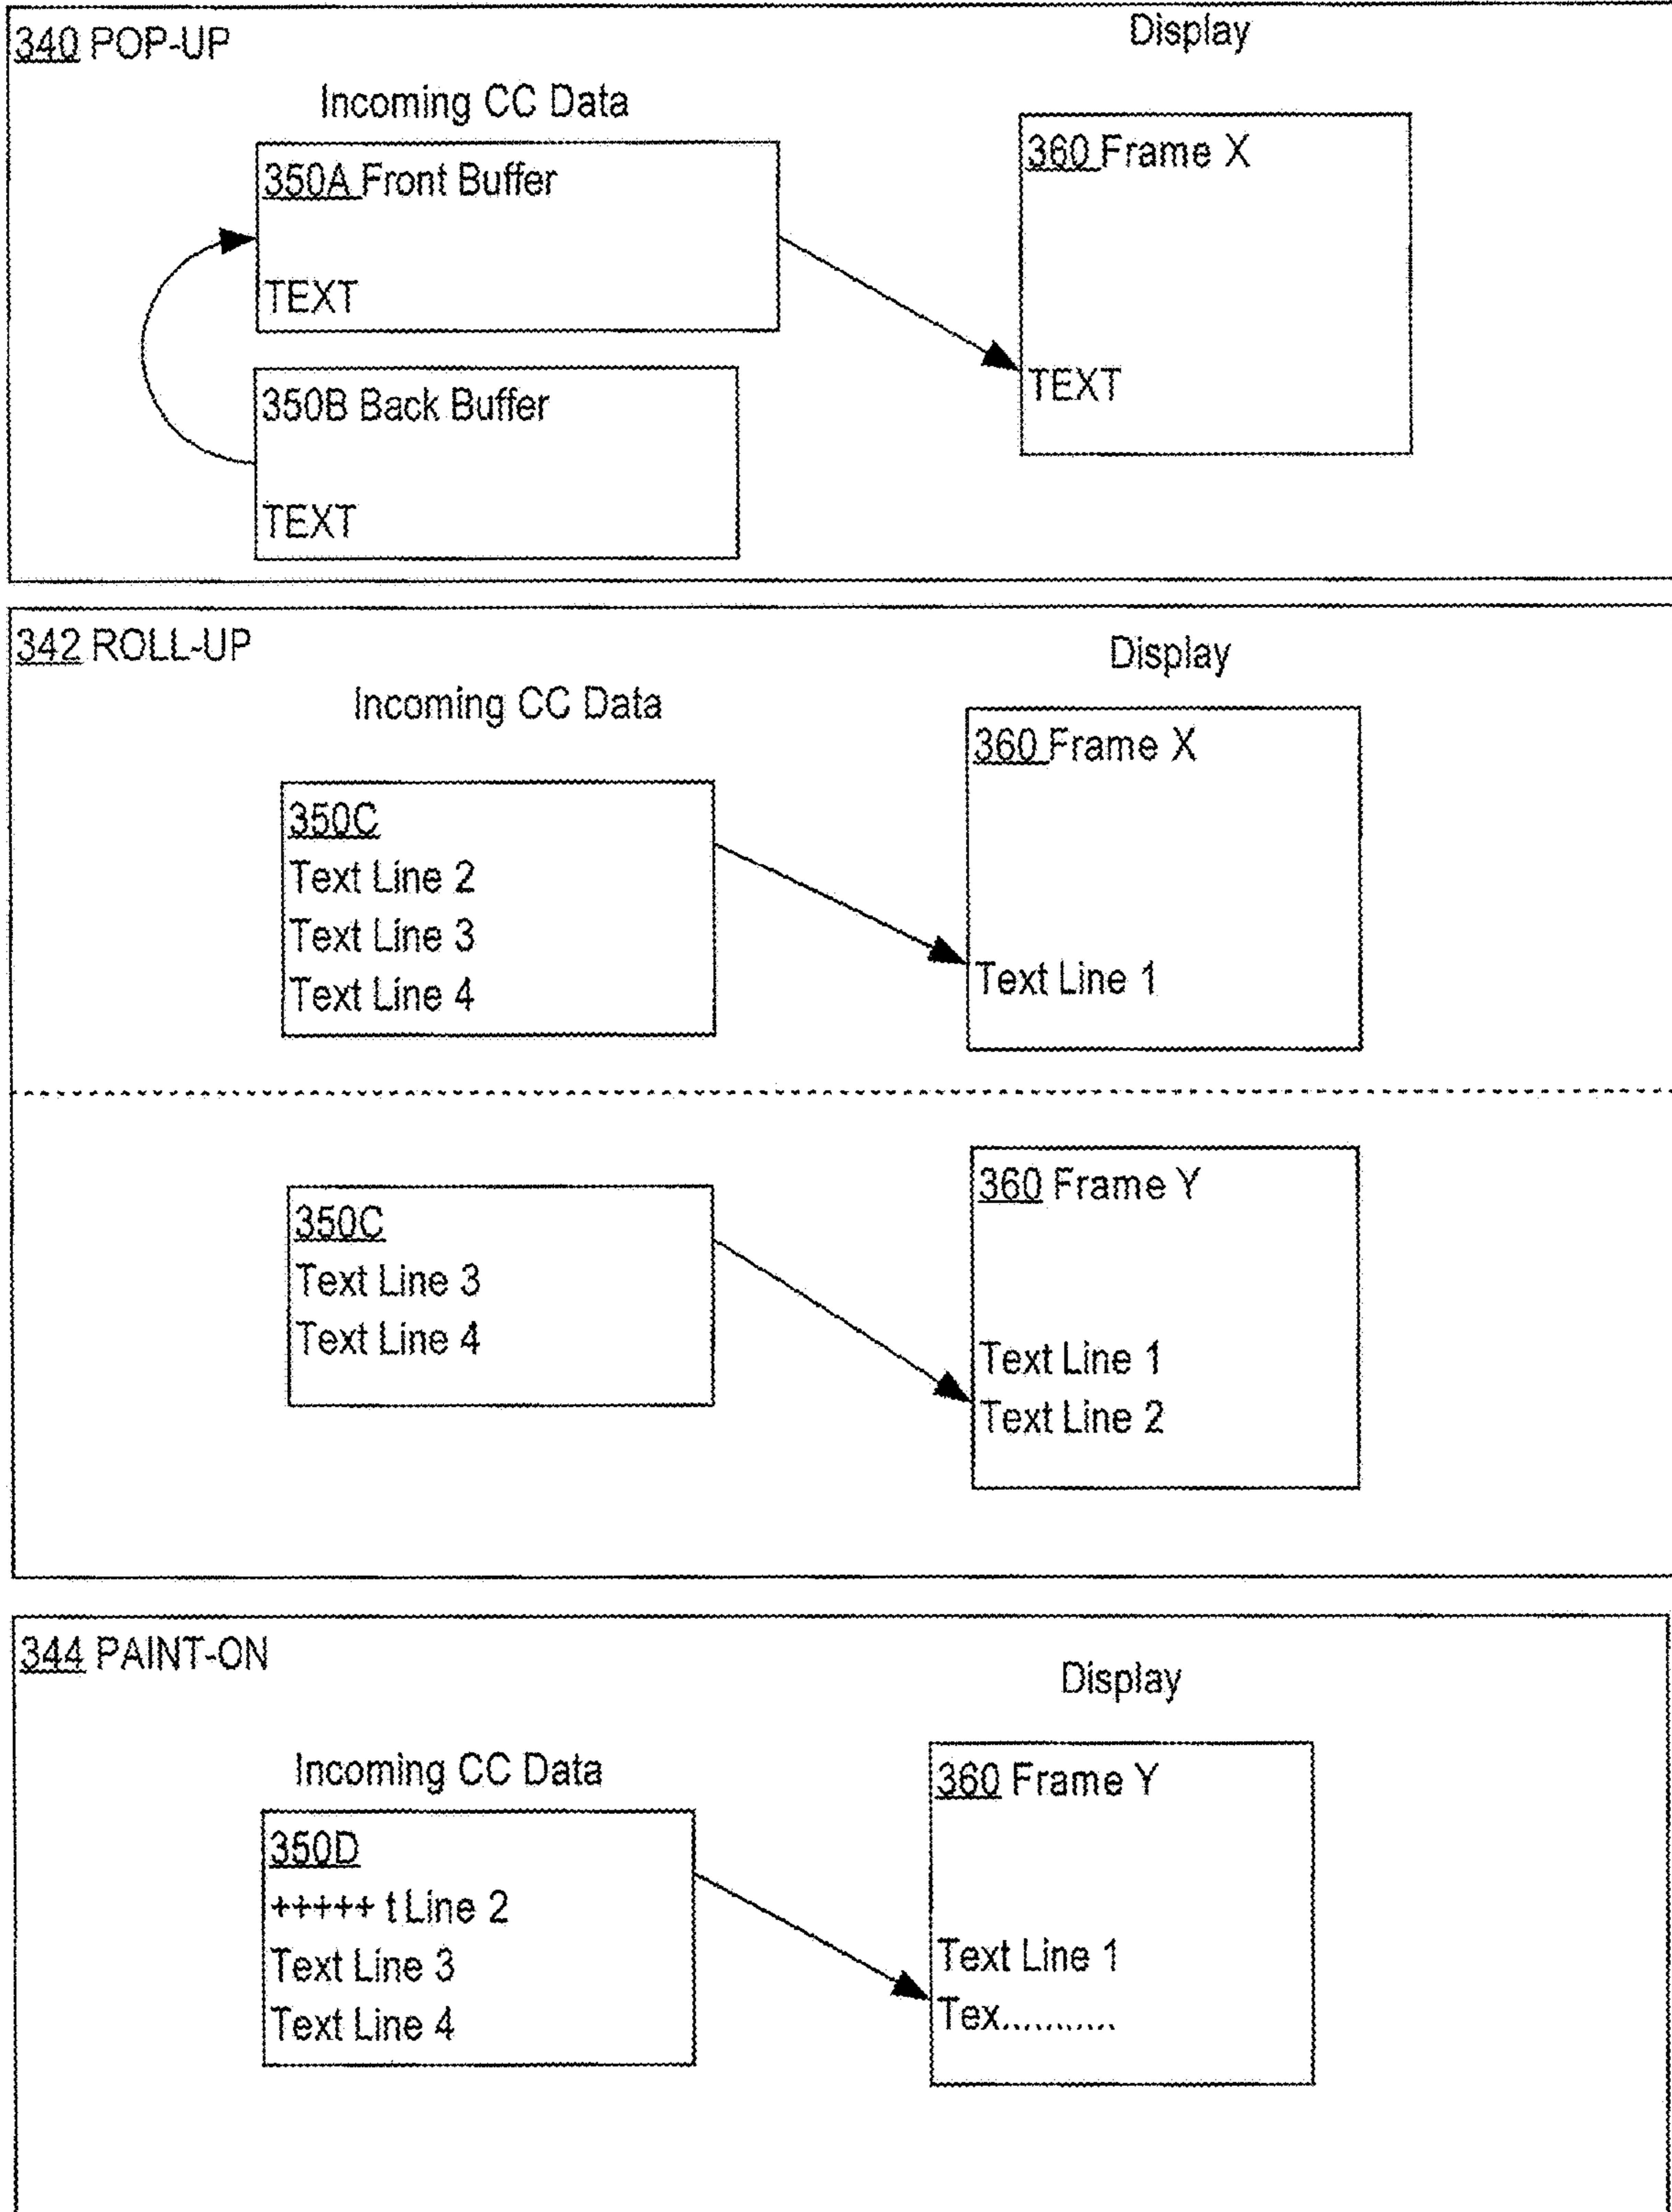 340 POP-UP
Display
Incoming CC Data
350A Front Buffer
TEXT
360 Frame X
TEXT
350B Back Buffer
TEXT
342 ROLL-UP
Display
Incoming CC Data
350C
Text Line 2
Text Line 3
Text Line 4
360 Frame X
Text Line 1
350C
Text Line 3
Text Line 4
360 Frame Y
Text Line 1
Text Line 2
344 PAINT-ON
Display
Incoming CC Data
350D
+++++ t Line 2
Text Line 3
Text Line 4
360 Frame Y
Text Line 1
Tex...........